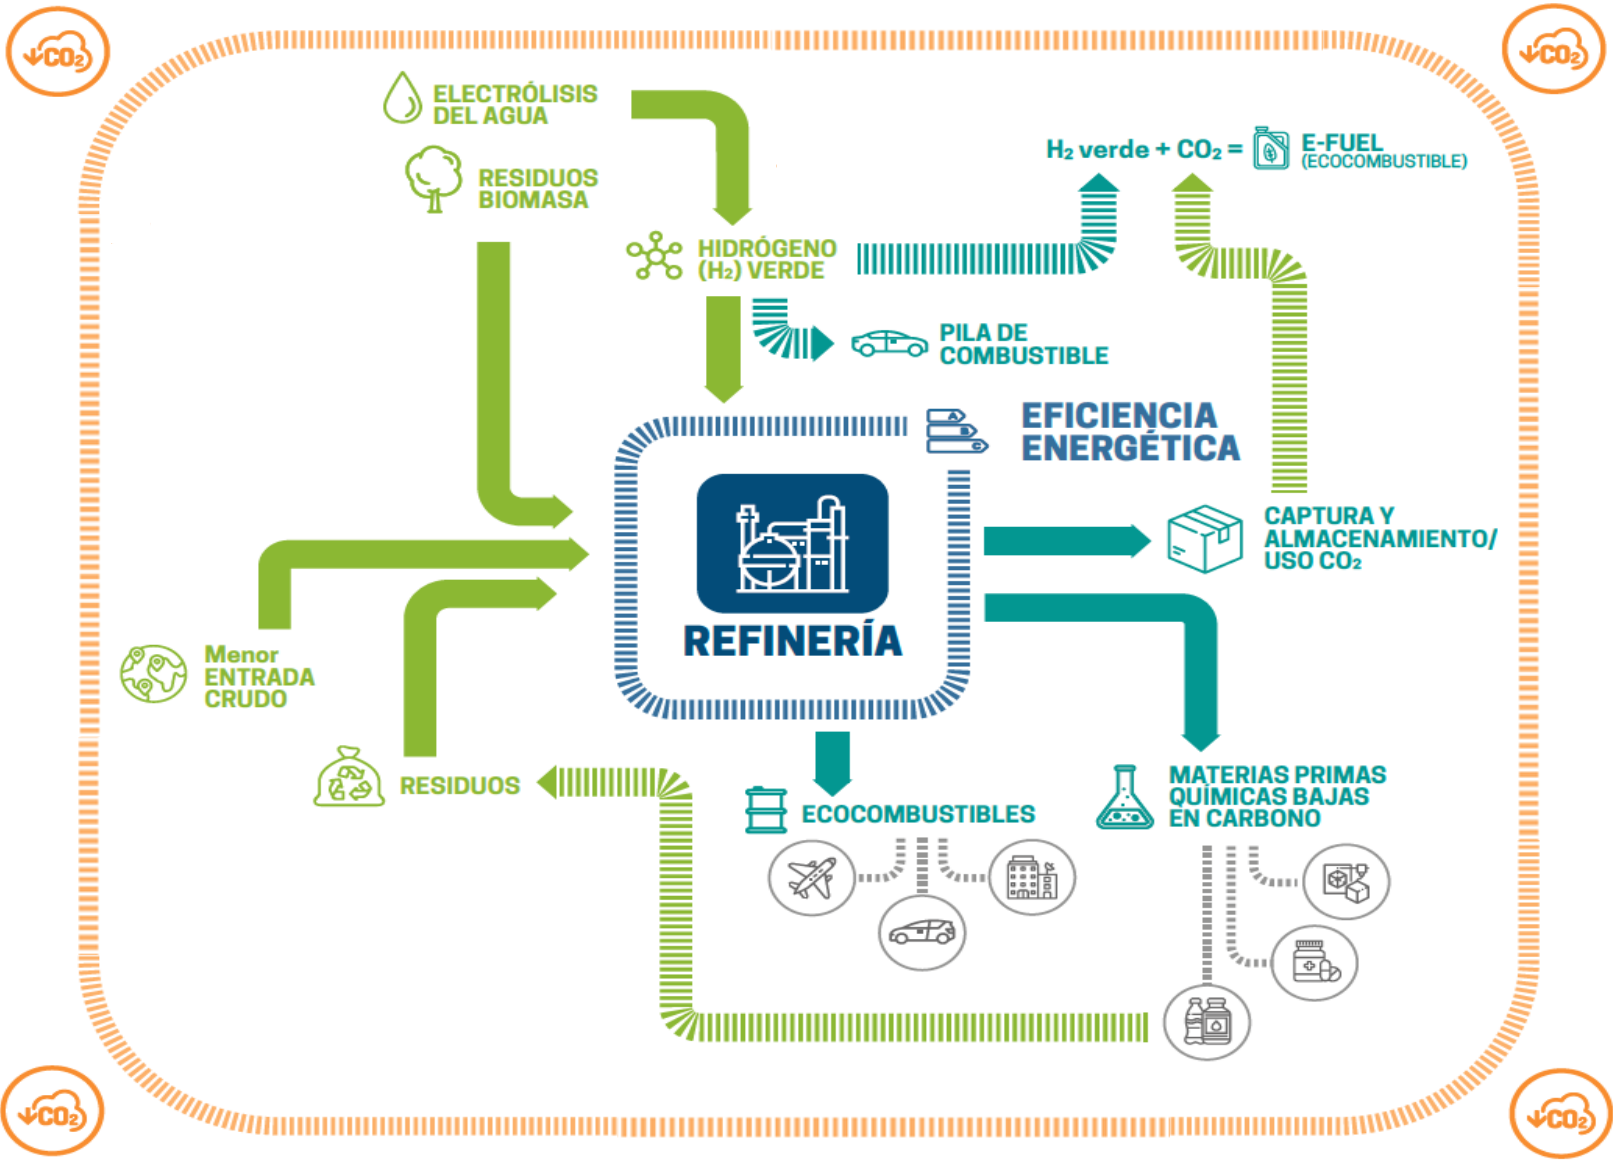 CO₂
CO₂
ELECTRÓLISIS
DEL AGUA
H₂ verde + CO₂ =
E-FUEL
(ECOCOMBUSTIBLE)
RESIDUOS
BIOMASA
HIDRÓGENO
(H₂) VERDE
PILA DE
COMBUSTIBLE
A
B
C
EFICIENCIA
ENERGÉTICA
CAPTURA Y
ALMACENAMIENTO/
USO CO₂
REFINERÍA
Menor
ENTRADA
CRUDO
RESIDUOS
ECOCOMBUSTIBLES
MATERIAS PRIMAS
QUÍMICAS BAJAS
EN CARBONO
CO₂
CO₂